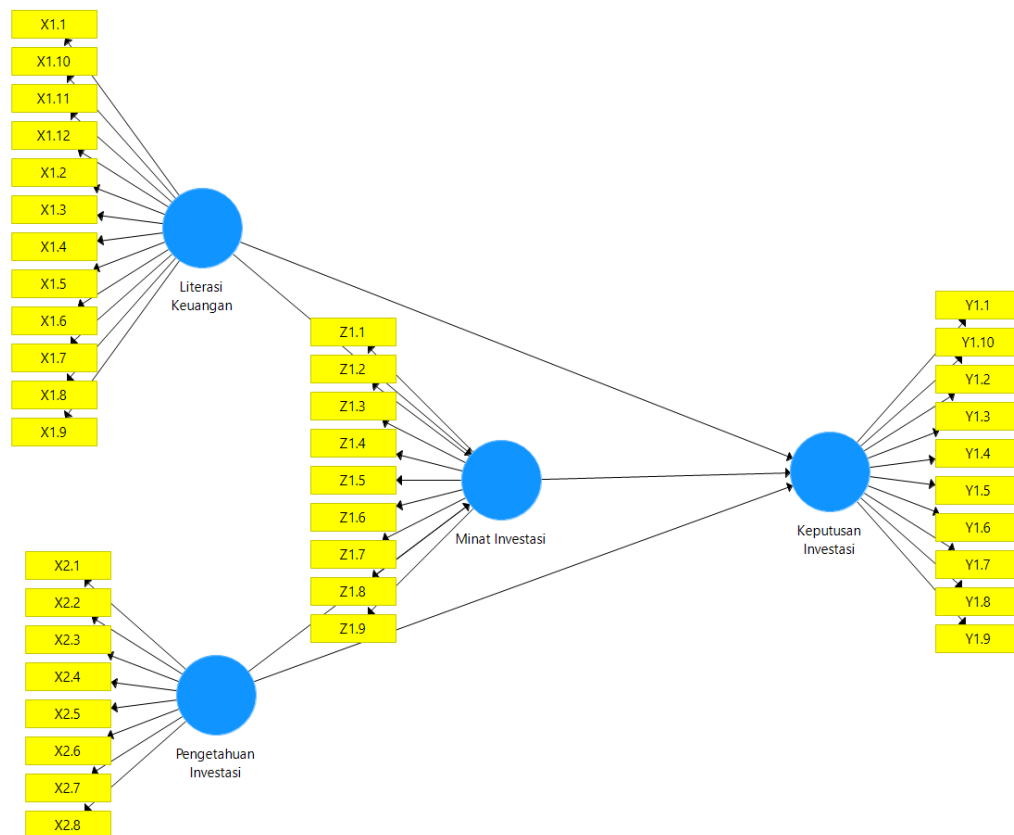 X1.1
X1.10
X1.11
X1.12
X1.2
X1.3
X1.4
X1.5
X1.6
X1.7
X1.8
X1.9
Literasi
Keuangan
Z1.1
Z1.2
Z1.3
Z1.4
Z1.5
Z1.6
Z1.7
Z1.8
Z1.9
Minat Investasi
Y1.1
Y1.10
Y1.2
Y1.3
Y1.4
Y1.5
Y1.6
Y1.7
Y1.8
Y1.9
Keputusan
Investasi
X2.1
X2.2
X2.3
X2.4
X2.5
X2.6
X2.7
X2.8
Pengetahuan
Investasi